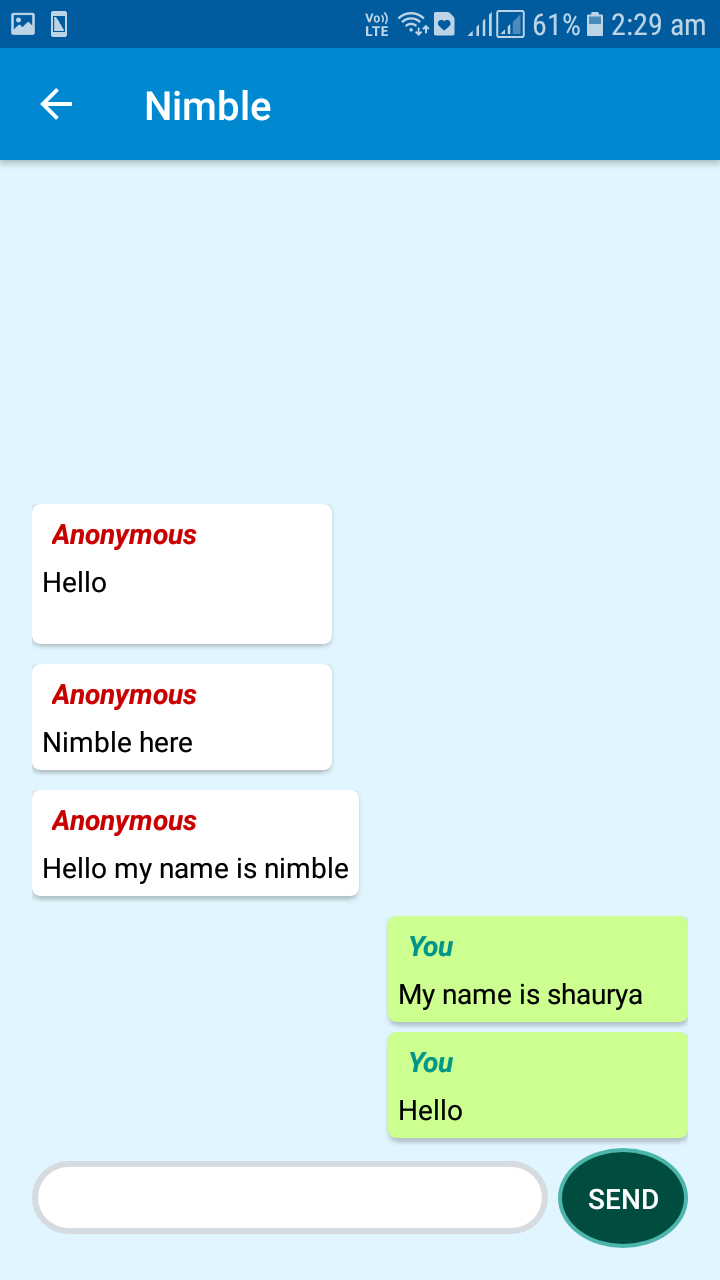 Vo)) LTE 61% 2:29 am
Nimble
Anonymous
Hello
Anonymous
Nimble here
Anonymous
Hello my name is nimble
You
My name is shaurya
You
Hello
SEND